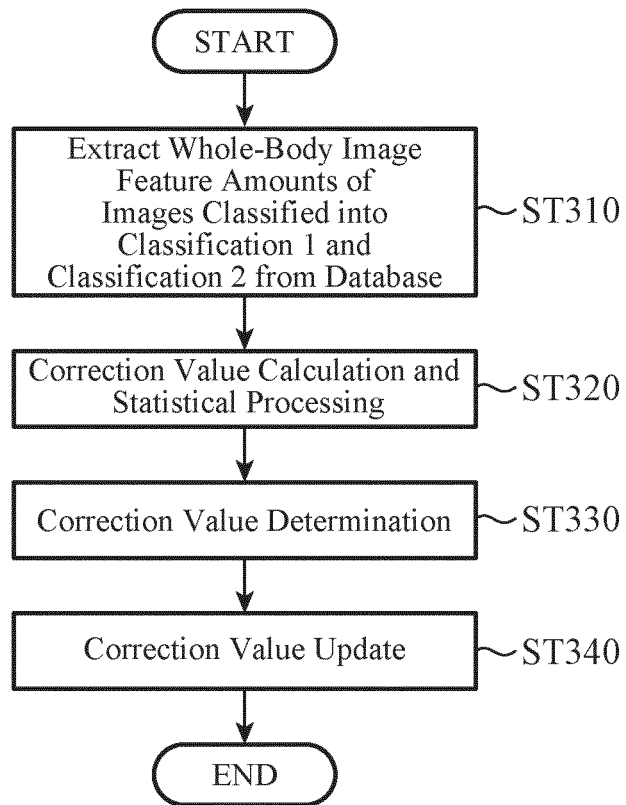 START
Extract Whole-Body Image
Feature Amounts of
Images Classified into
Classification 1 and
Classification 2 from Database
ST310
Correction Value Calculation and
Statistical Processing
ST320
Correction Value Determination
ST330
Correction Value Update
ST340
END